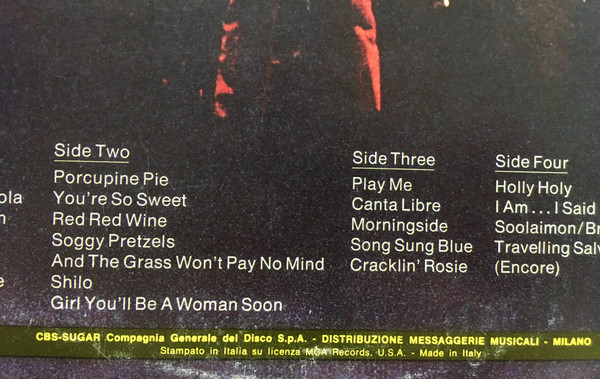 Side Two
Porcupine Pie
You're So Sweet
Red Red Wine
Soggy Pretzels
And The Grass Won't Pay No Mind
Shilo
Girl You'll Be A Woman Soon
Side Three
Play Me
Canta Libre
Morningside
Song Sung Blue
Cracklin' Rosie
Side Four
Holly Holy
I Am...I Said
Soolaimon/Br
Travelling Salv
(Encore)
CBS-SUGAR Compagnia Generale del Disco S.p.A. - DISTRIBUZIONE MESSAGGERIE MUSICALI - MILANO
Stampato in Italia su licenza MCA Records. U.S.A. - Made in Italy